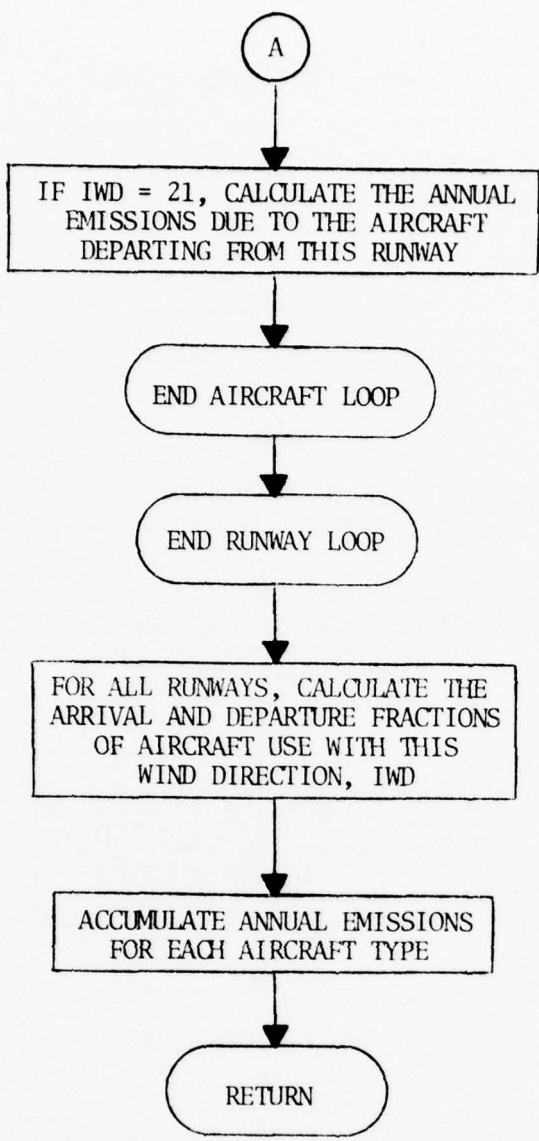 A
IF IWD = 21, CALCULATE THE ANNUAL
EMISSIONS DUE TO THE AIRCRAFT
DEPARTING FROM THIS RUNWAY
END AIRCRAFT LOOP
END RUNWAY LOOP
FOR ALL RUNWAYS, CALCULATE THE
ARRIVAL AND DEPARTURE FRACTIONS
OF AIRCRAFT USE WITH THIS
WIND DIRECTION, IWD
ACCUMULATE ANNUAL EMISSIONS
FOR EACH AIRCRAFT TYPE
RETURN